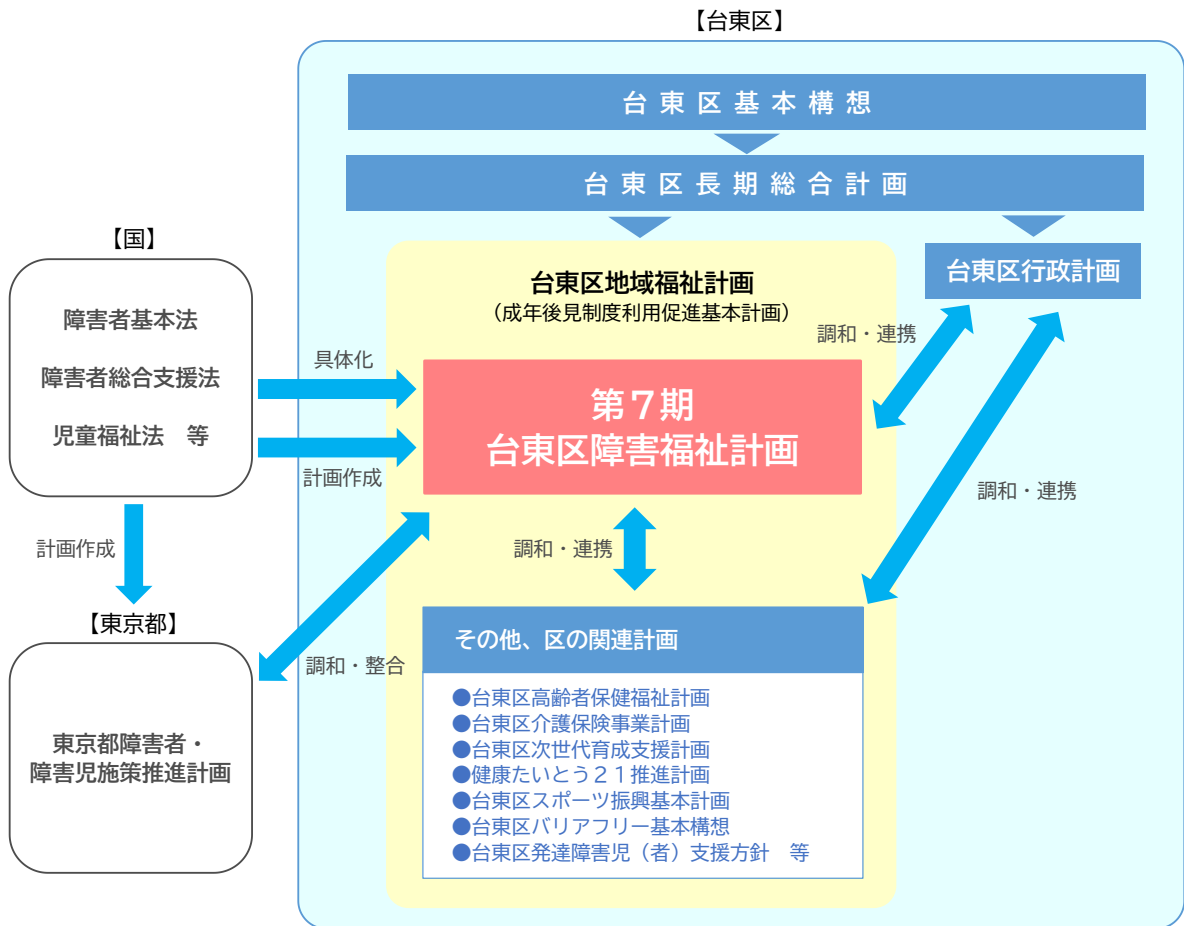 【台東区】
台東区基本構想
台東区長期総合計画
【国】
障害者基本法
障害者総合支援法
児童福祉法　等
台東区地域福祉計画
（成年後見制度利用促進基本計画）
台東区行政計画
調和・連携
具体化
第７期
台東区障害福祉計画
計画作成
調和・連携
計画作成
調和・連携
【東京都】
調和・整合
東京都障害者・
障害児施策推進計画
その他、区の関連計画
●台東区高齢者保健福祉計画
●台東区介護保険事業計画
●台東区次世代育成支援計画
●健康たいとう２１推進計画
●台東区スポーツ振興基本計画
●台東区バリアフリー基本構想
●台東区発達障害児（者）支援方針　等